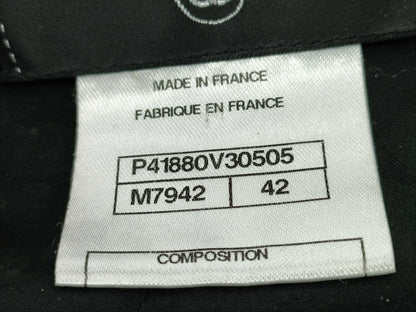 MADE IN FRANCE
FABRIQUE EN FRANCE
P41880V30505
M7942 42
COMPOSITION